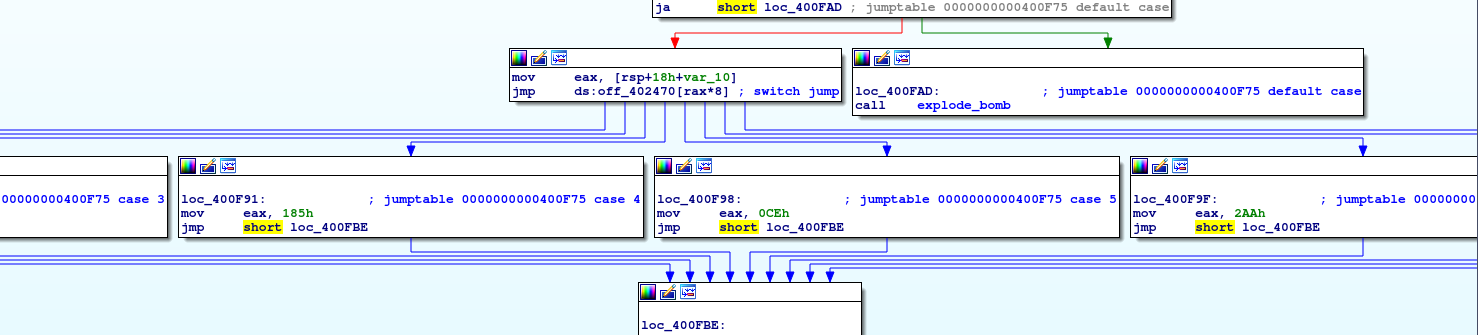 ja      short loc_400FAD ; jumptable 0000000000400F75 default case
mov     eax, [rsp+18h+var_10]
jmp     ds:off_402470[rax*8] ; switch jump
loc_400FAD:              ; jumptable 0000000000400F75 default case
call    explode_bomb
00000000400F75 case 3
loc_400F91:              ; jumptable 0000000000400F75 case 4
mov     eax, 185h
jmp     short loc_400FBE
loc_400F98:              ; jumptable 0000000000400F75 case 5
mov     eax, 0CEh
jmp     short loc_400FBE
loc_400F9F:              ; jumptable 0000000
mov     eax, 2AAh
jmp     short loc_400FBE
loc_400FBE: